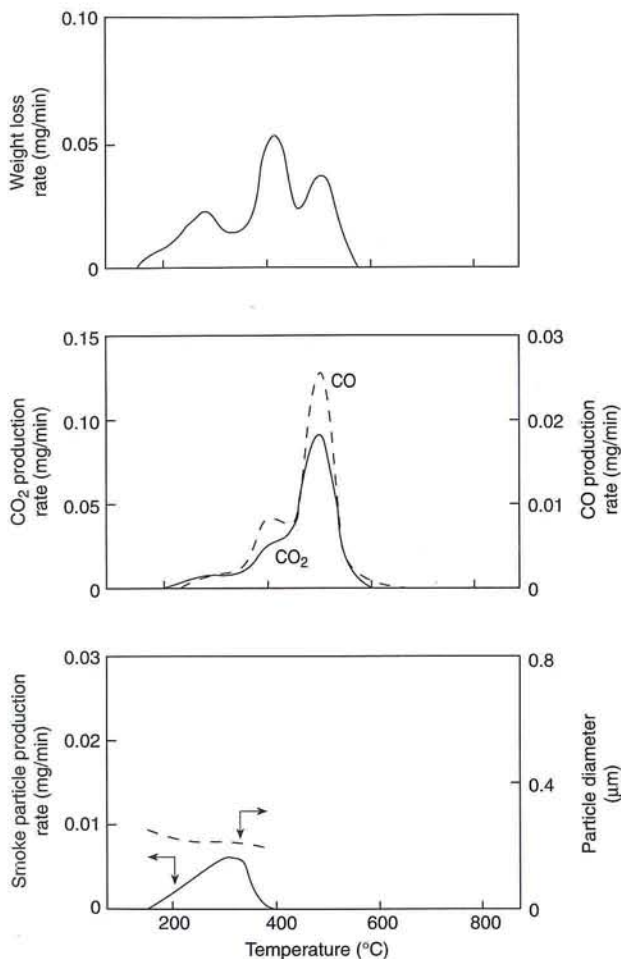 0.10
0.05
0
Weight loss
rate (mg/min)
0.15
0.10
0.05
0
CO₂ production
rate (mg/min)
CO
CO₂
0.03
0.02
0.01
0
CO production
rate (mg/min)
0.03
0.02
0.01
0
Smoke particle production
rate (mg/min)
0.8
0.4
0
Particle diameter
(μm)
200 400 600 800
Temperature (°C)